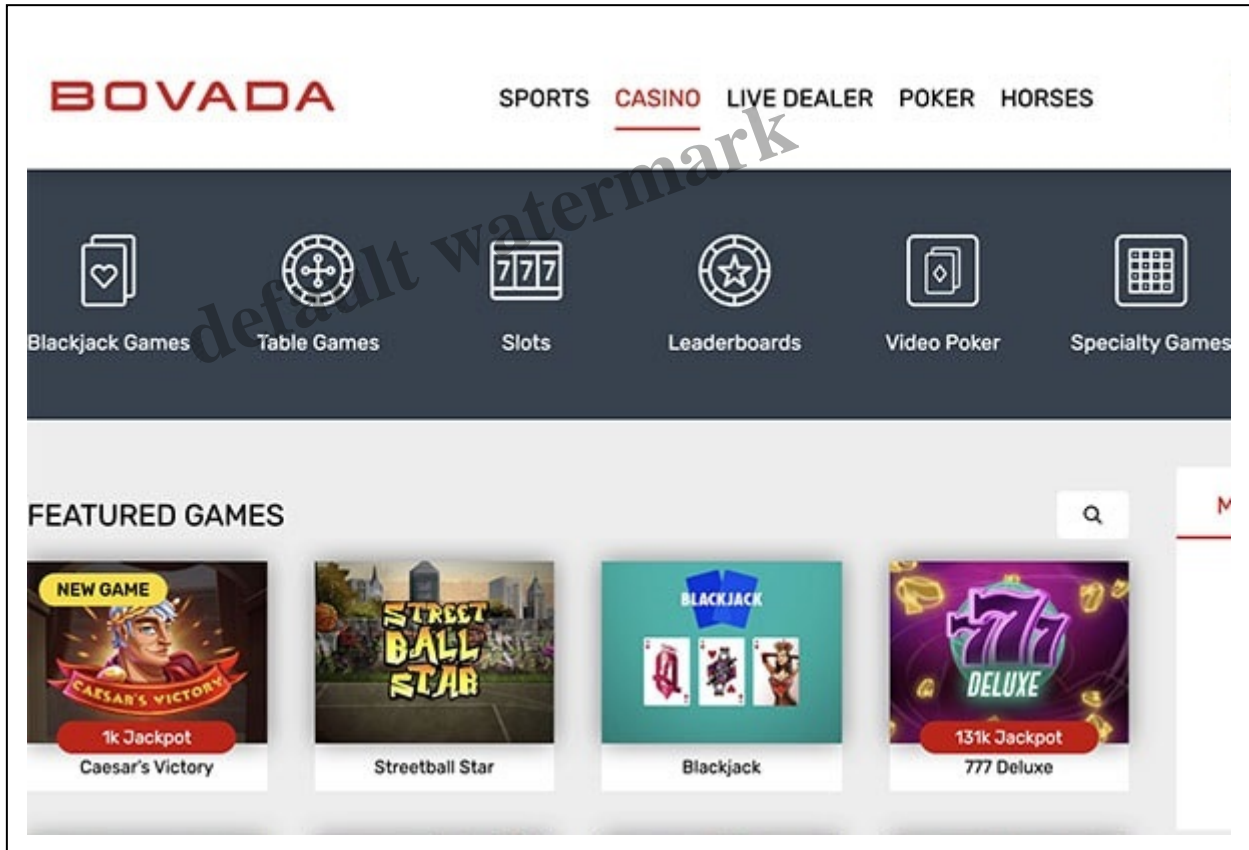 BOVADA
SPORTS CASINO LIVE DEALER POKER HORSES
default watermark
777
Blackjack Games Table Games Slots Leaderboards Video Poker Specialty Games
FEATURED GAMES
M
NEW GAME
CAESAR'S VICTORY
1k Jackpot
Caesar's Victory
STREET
BALL
STAR
Streetball Star
BLACKJACK
Blackjack
777
DELUXE
131k Jackpot
777 Deluxe